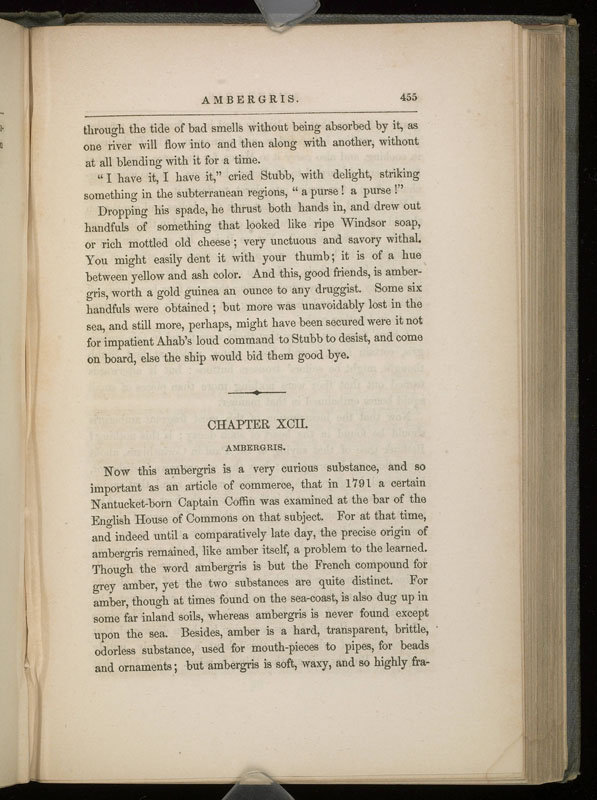 AMBERGRIS. 455
through the tide of bad smells without being absorbed by it, as
one river will flow into and then along with another, without
at all blending with it for a time.
“I have it, I have it,” cried Stubb, with delight, striking
something in the subterranean regions, “a purse! a purse!”
Dropping his spade, he thrust both hands in, and drew out
handfuls of something that looked like ripe Windsor soap,
or rich mottled old cheese; very unctuous and savory withal.
You might easily dent it with your thumb; it is of a hue
between yellow and ash color. And this, good friends, is amber-
gris, worth a gold guinea an ounce to any druggist. Some six
handfuls were obtained; but more was unavoidably lost in the
sea, and still more, perhaps, might have been secured were it not
for impatient Ahab’s loud command to Stubb to desist, and come
on board, else the ship would bid them good bye.
CHAPTER XCII.
AMBERGRIS.
Now this ambergris is a very curious substance, and so
important as an article of commerce, that in 1791 a certain
Nantucket-born Captain Coffin was examined at the bar of the
English House of Commons on that subject. For at that time,
and indeed until a comparatively late day, the precise origin of
ambergris remained, like amber itself, a problem to the learned.
Though the word ambergris is but the French compound for
grey amber, yet the two substances are quite distinct. For
amber, though at times found on the sea-coast, is also dug up in
some far inland soils, whereas ambergris is never found except
upon the sea. Besides, amber is a hard, transparent, brittle,
odorless substance, used for mouth-pieces to pipes, for beads
and ornaments; but ambergris is soft, waxy, and so highly fra-